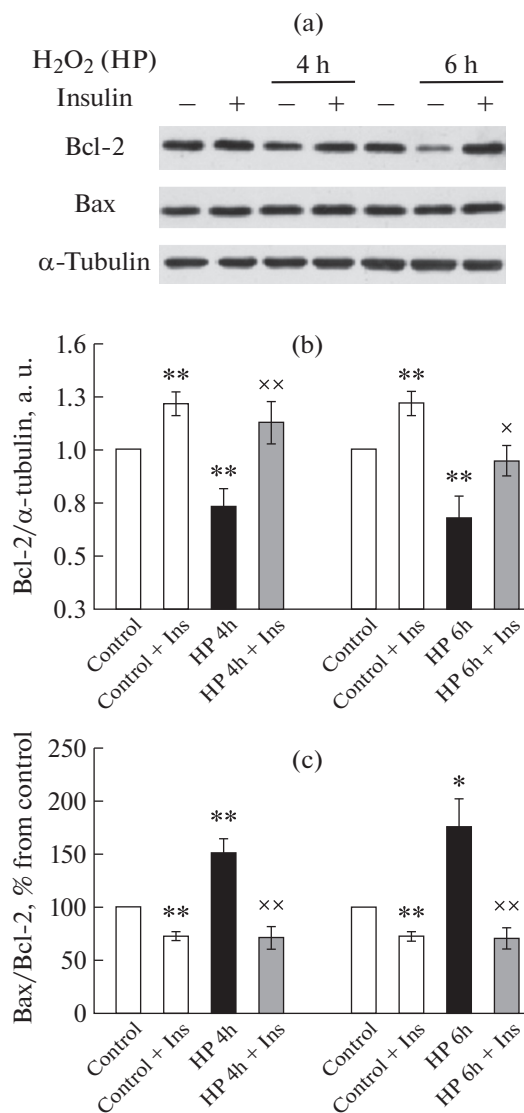 (a)
H₂O₂ (HP) 4 h 6 h
Insulin − + − + − − +
Bcl-2
Bax
α-Tubulin
(b)
Bcl-2/α-tubulin, a. u.
1.6
1.3
1.0
0.8
0.5
0.3
** ** ×× ** ** ×
Control Control + Ins HP 4h HP 4h + Ins Control Control + Ins HP 6h HP 6h + Ins
(c)
Bax/Bcl-2, % from control
250
200
150
100
50
0
** ** ×× ** * ××
Control Control + Ins HP 4h HP 4h + Ins Control Control + Ins HP 6h HP 6h + Ins